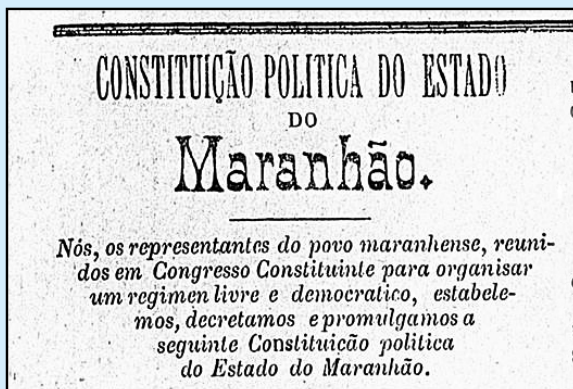 CONSTITUIÇÃO POLITICA DO ESTADO
DO
Maranhão.
Nós, os representantes do povo maranhense, reuni-
dos em Congresso Constituinte para organisar
um regimen livre e democratico, estabele-
mos, decretamos e promulgamos a
seguinte Constituição politica
do Estado do Maranhão.